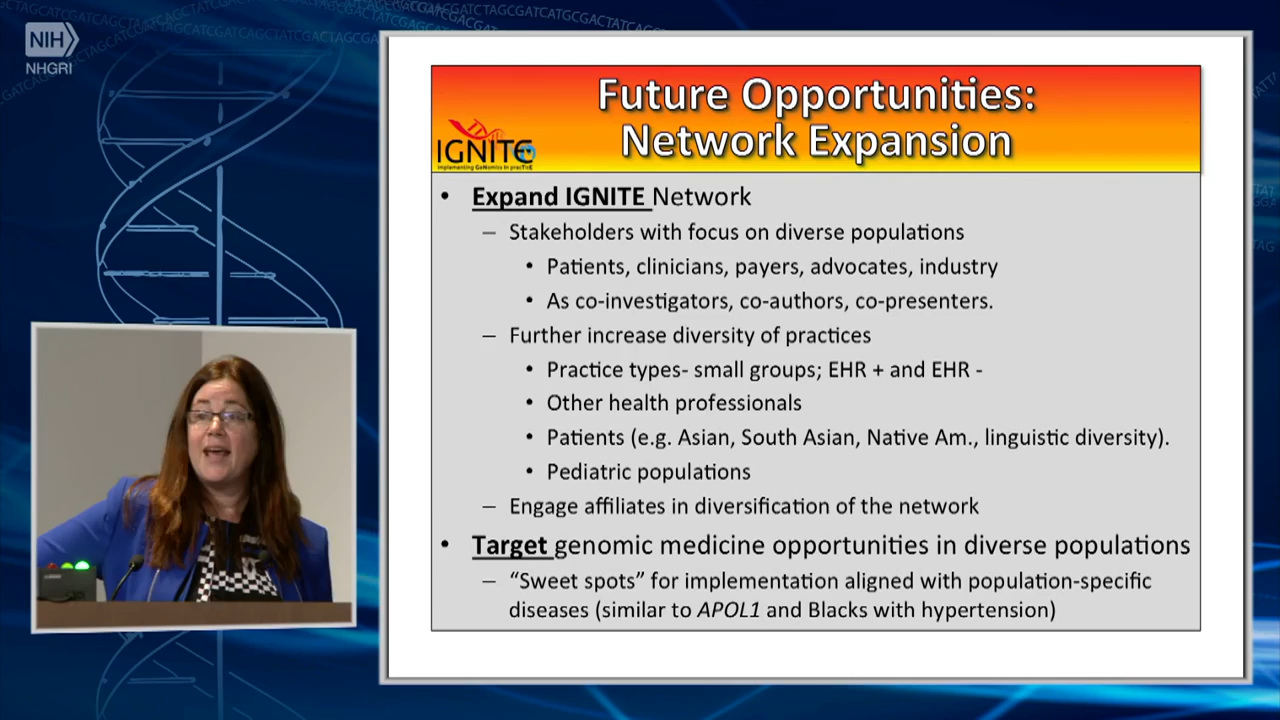 NIH
NHGRI
Future Opportunities:
Network Expansion
IGNITE
Implementing GeNomics In pracTicE
• Expand IGNITE Network
– Stakeholders with focus on diverse populations
• Patients, clinicians, payers, advocates, industry
• As co-investigators, co-authors, co-presenters.
– Further increase diversity of practices
• Practice types- small groups; EHR + and EHR -
• Other health professionals
• Patients (e.g. Asian, South Asian, Native Am., linguistic diversity).
• Pediatric populations
– Engage affiliates in diversification of the network
• Target genomic medicine opportunities in diverse populations
– “Sweet spots” for implementation aligned with population-specific
diseases (similar to APOL1 and Blacks with hypertension)